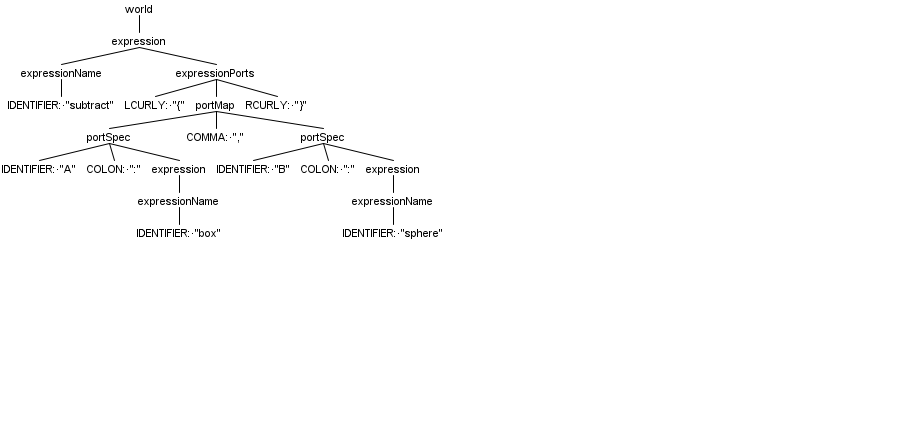 world
expression
expressionName expressionPorts
IDENTIFIER:·"subtract" LCURLY:·"{" portMap RCURLY:·"}"
portSpec COMMA:·"," portSpec
IDENTIFIER:·"A" COLON:·":" expression IDENTIFIER:·"B" COLON:·":" expression
expressionName expressionName
IDENTIFIER:·"box" IDENTIFIER:·"sphere"